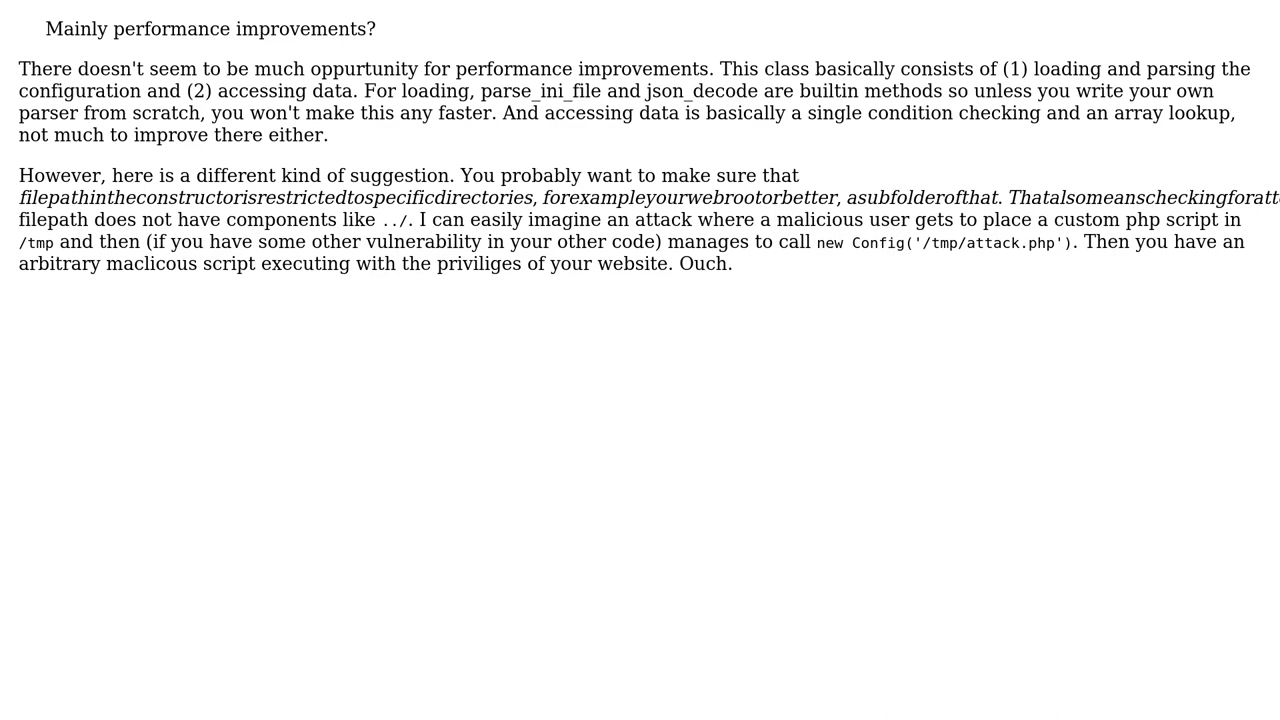 Mainly performance improvements?
There doesn't seem to be much oppurtunity for performance improvements. This class basically consists of (1) loading and parsing the
configuration and (2) accessing data. For loading, parse_ini_file and json_decode are builtin methods so unless you write your own
parser from scratch, you won't make this any faster. And accessing data is basically a single condition checking and an array lookup,
not much to improve there either.
However, here is a different kind of suggestion. You probably want to make sure that
filepathintheconstructorisrestrictedtospecificdirectories, forexampleyourwebrootorbetter, asubfolderofthat. Thatalsomeanscheckingforatt
filepath does not have components like ../. I can easily imagine an attack where a malicious user gets to place a custom php script in
/tmp and then (if you have some other vulnerability in your other code) manages to call new Config('/tmp/attack.php'). Then you have an
arbitrary maclicous script executing with the priviliges of your website. Ouch.